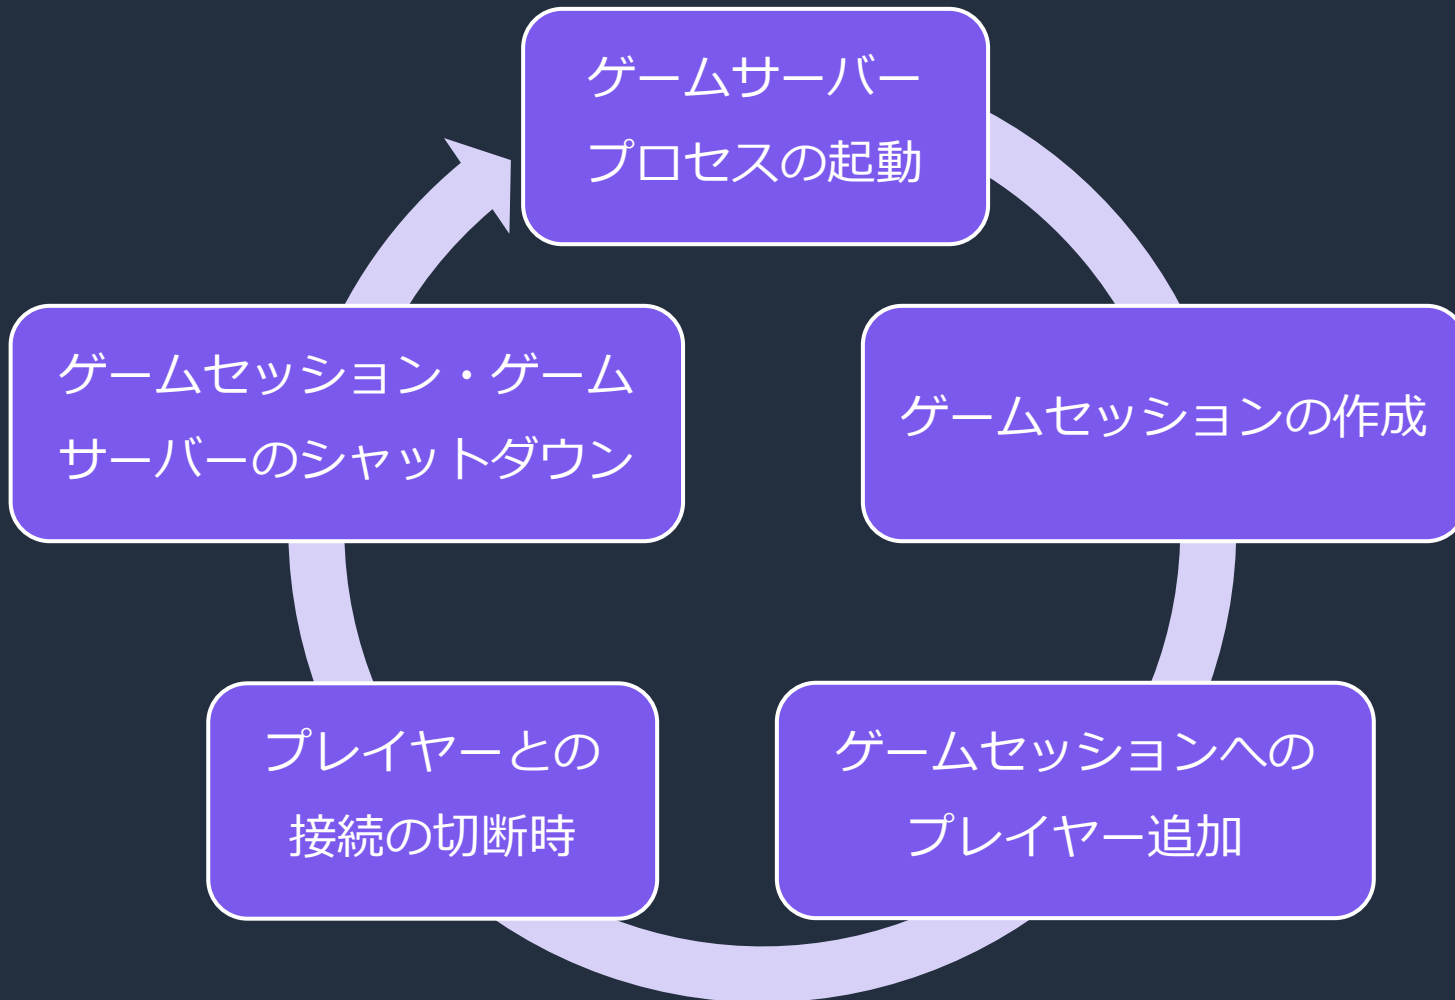 ゲームサーバー
プロセスの起動
ゲームセッションの作成
ゲームセッションへの
プレイヤー追加
プレイヤーとの
接続の切断時
ゲームセッション・ゲーム
サーバーのシャットダウン